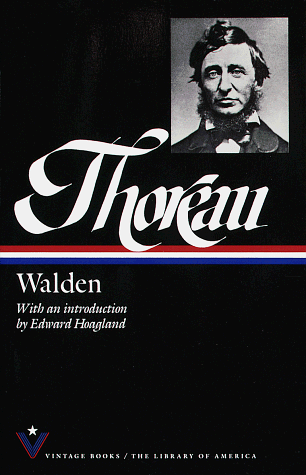 Thoreau
Walden
With an introduction
by Edward Hoagland
VINTAGE BOOKS / THE LIBRARY OF AMERICA